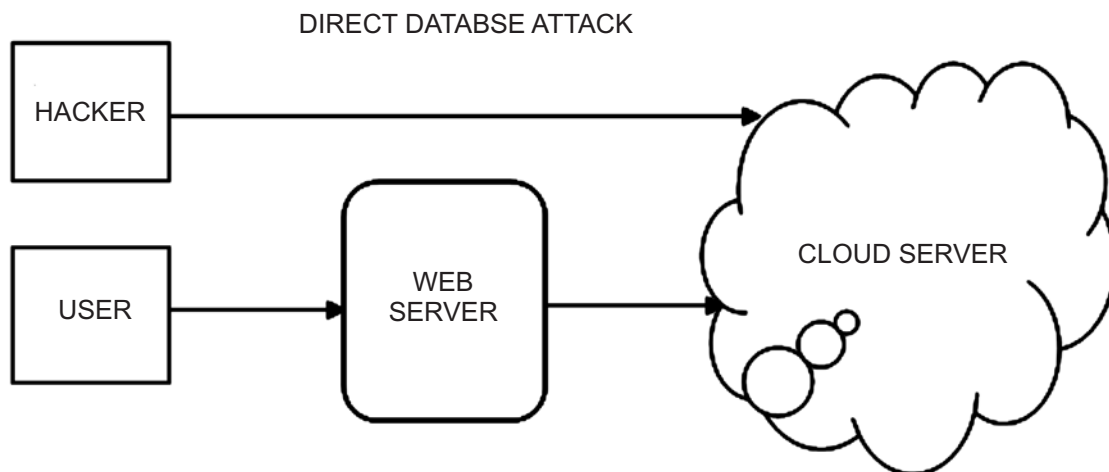 DIRECT DATABSE ATTACK
HACKER
USER
WEB
SERVER
CLOUD SERVER